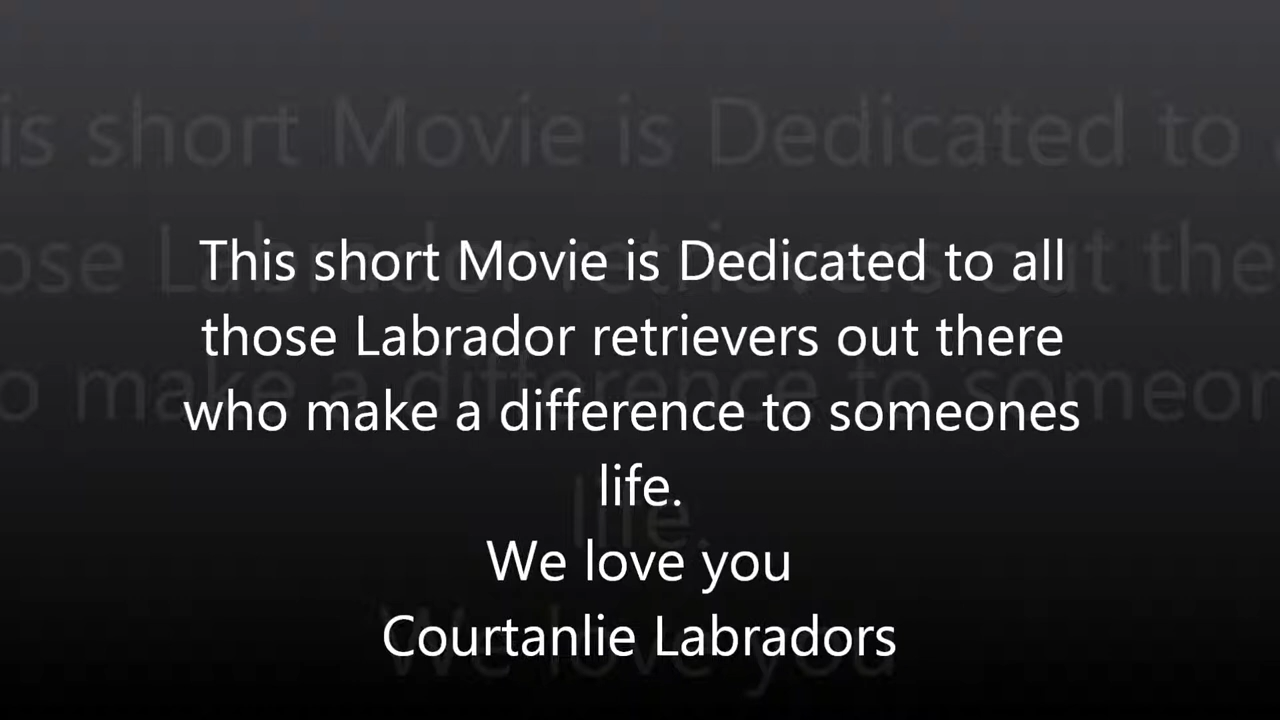 This short Movie is Dedicated to all
those Labrador retrievers out there
who make a difference to someones
life.
We love you
Courtanlie Labradors